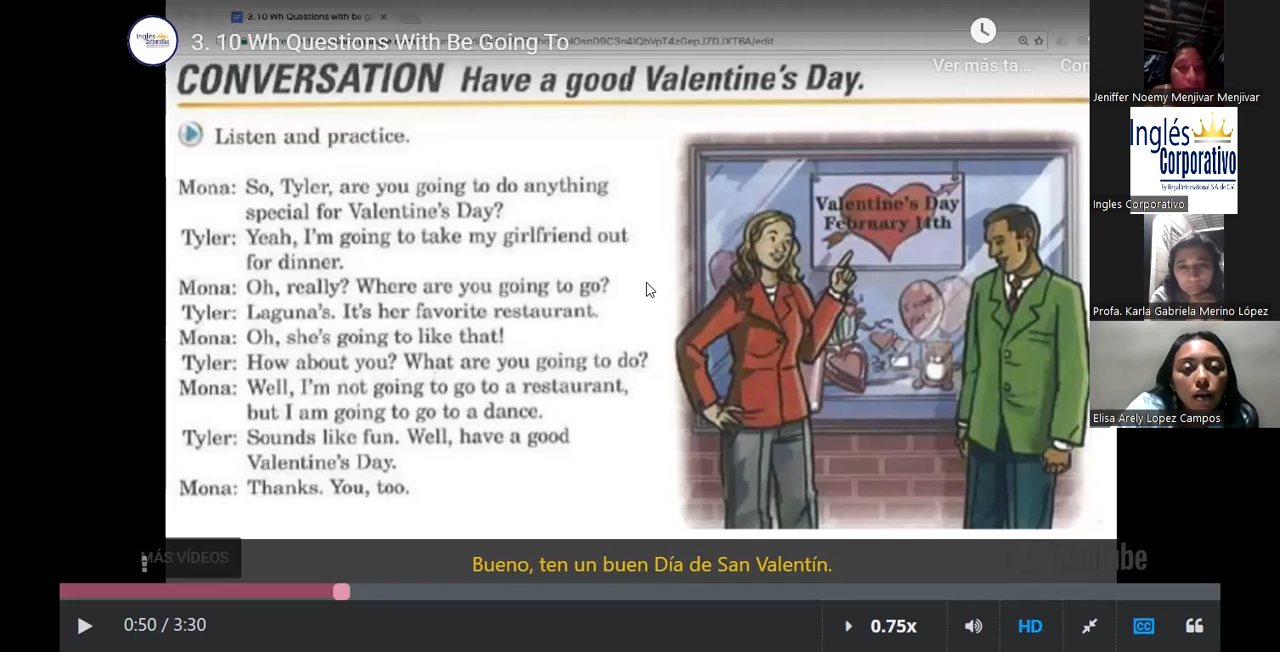 3.10 Wh Questions with be g
3. 10 Wh Questions With Be Going To
Ver más ta...
CONVERSATION Have a good Valentine's Day.
Listen and practice.
Mona: So, Tyler, are you going to do anything
special for Valentine's Day?
Tyler: Yeah, I'm going to take my girlfriend out
for dinner.
Mona: Oh, really? Where are you going to go?
Tyler: Laguna's. It's her favorite restaurant.
Mona: Oh, she's going to like that!
Tyler: How about you? What are you going to do?
Mona: Well, I'm not going to go to a restaurant,
but I am going to go to a dance.
Tyler: Sounds like fun. Well, have a good
Valentine's Day.
Mona: Thanks. You, too.
Valentine's Day
February 14th
MÁS VÍDEOS
Bueno, ten un buen Día de San Valentín.
0:50 / 3:30
0.75x
HD
CC
Jeniffer Noemy Menjivar Menjivar
Inglés
Corporativo
Ingles Corporativo
Profa. Karla Gabriela Merino López
Elisa Arely Lopez Campos